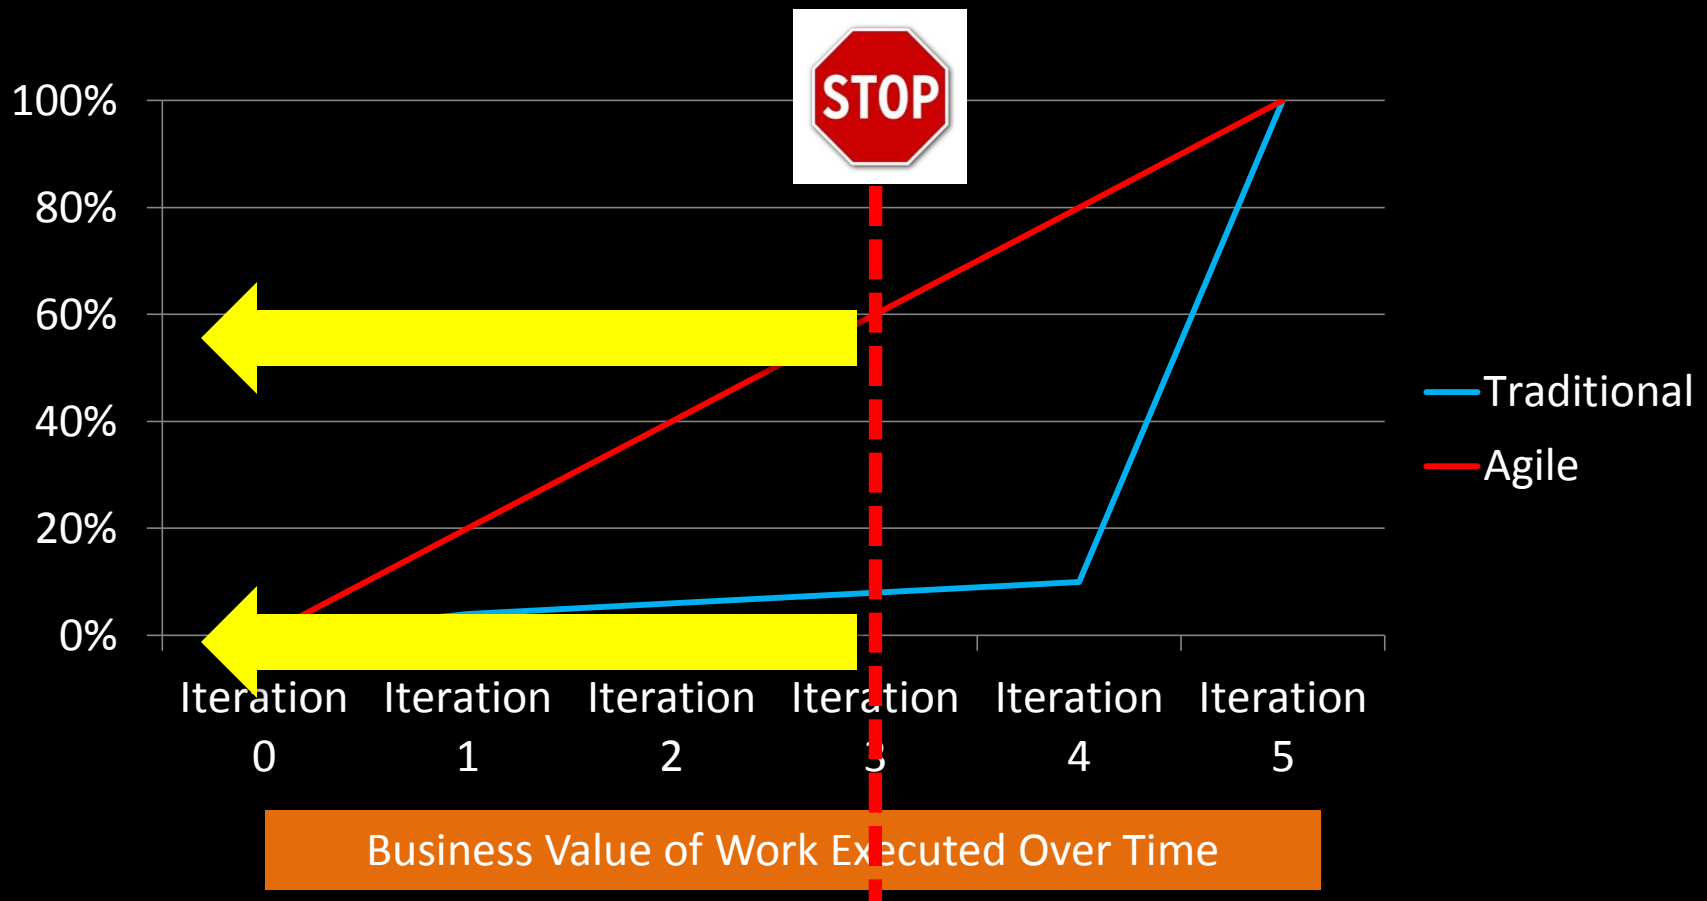 STOP
100%
80%
60%
40%
20%
0%
Traditional
Agile
Iteration Iteration Iteration Iteration Iteration Iteration
0 1 2 3 4 5
Business Value of Work Executed Over Time